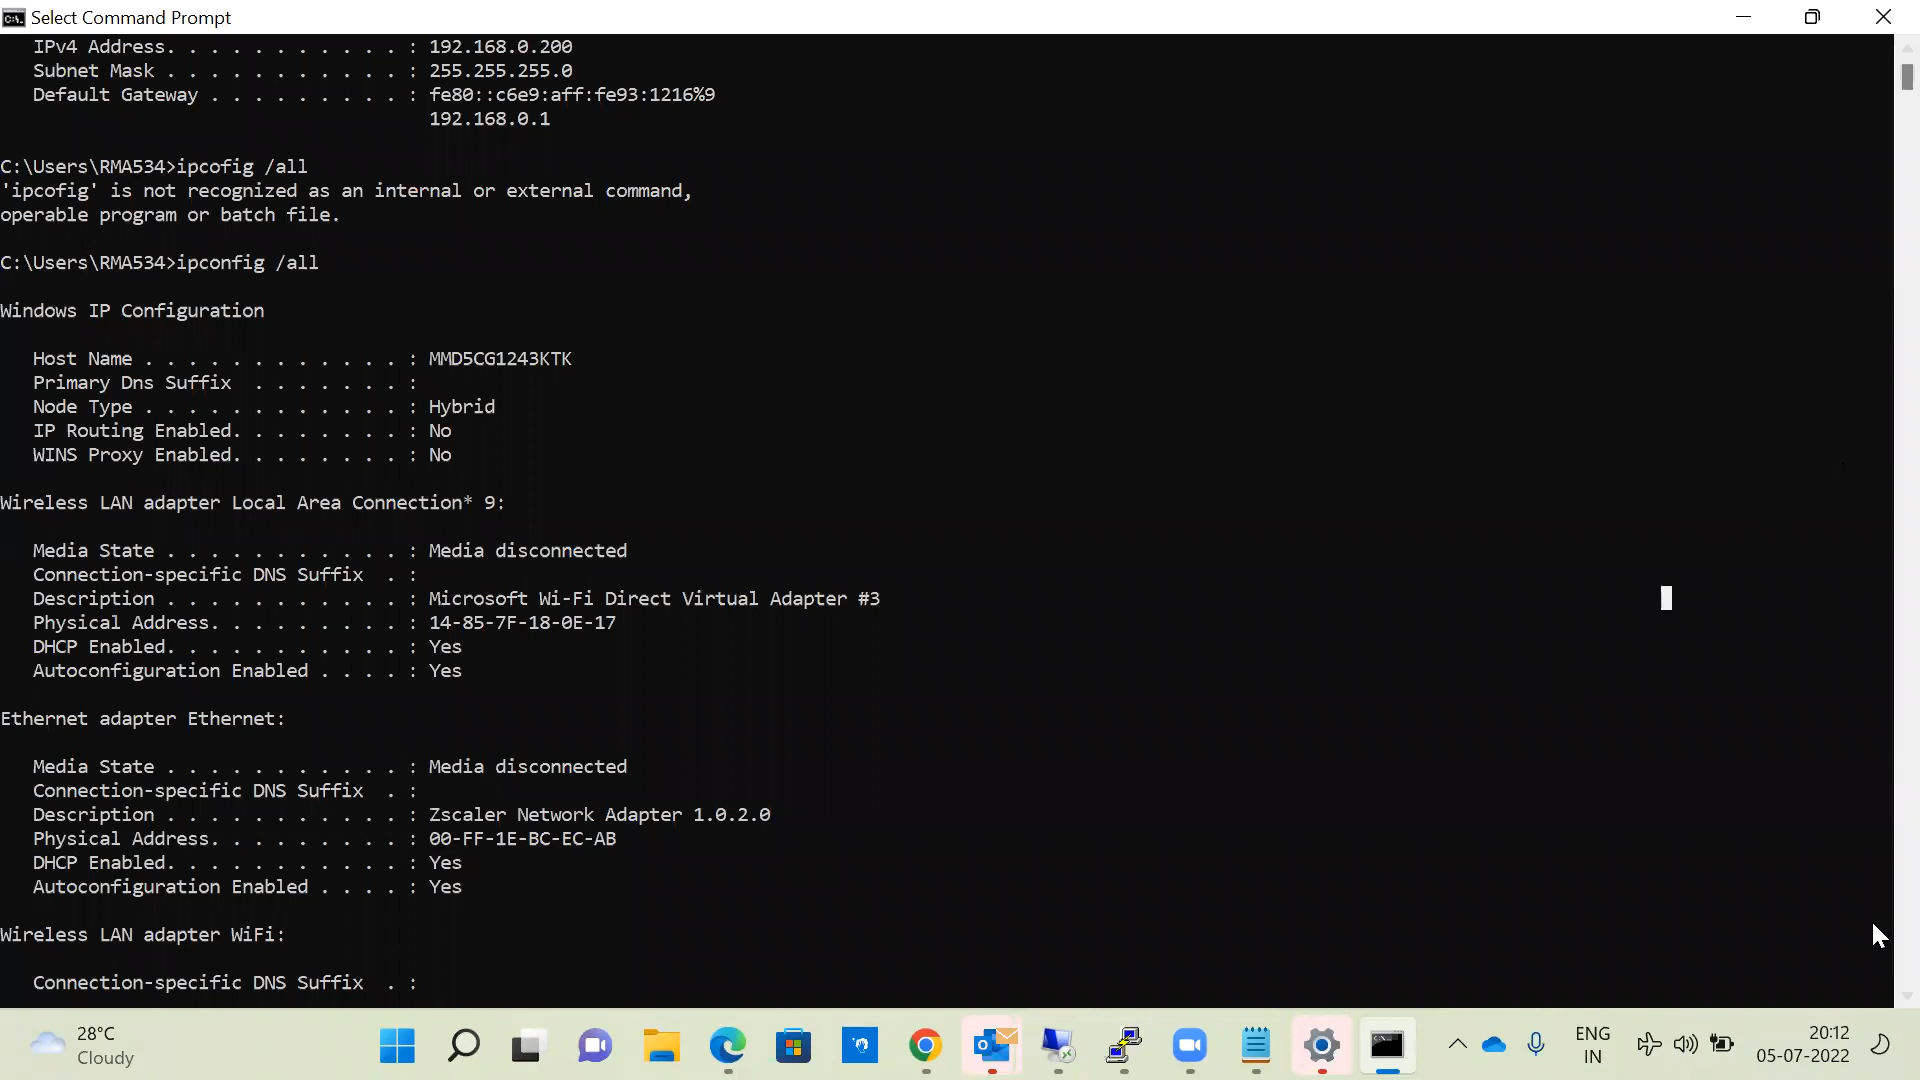 Select Command Prompt
IPv4 Address. . . . . . . . . . . : 192.168.0.200
Subnet Mask . . . . . . . . . . . : 255.255.255.0
Default Gateway . . . . . . . . . : fe80::c6e9:aff:fe93:1216%9
192.168.0.1
C:\Users\RMA534>ipcofig /all
'ipcofig' is not recognized as an internal or external command,
operable program or batch file.
C:\Users\RMA534>ipconfig /all
Windows IP Configuration
Host Name . . . . . . . . . . . . : MMD5CG1243KTK
Primary Dns Suffix  . . . . . . . :
Node Type . . . . . . . . . . . . : Hybrid
IP Routing Enabled. . . . . . . . : No
WINS Proxy Enabled. . . . . . . . : No
Wireless LAN adapter Local Area Connection* 9:
Media State . . . . . . . . . . . : Media disconnected
Connection-specific DNS Suffix  . :
Description . . . . . . . . . . . : Microsoft Wi-Fi Direct Virtual Adapter #3
Physical Address. . . . . . . . . : 14-85-7F-18-0E-17
DHCP Enabled. . . . . . . . . . . : Yes
Autoconfiguration Enabled . . . . : Yes
Ethernet adapter Ethernet:
Media State . . . . . . . . . . . : Media disconnected
Connection-specific DNS Suffix  . :
Description . . . . . . . . . . . : Zscaler Network Adapter 1.0.2.0
Physical Address. . . . . . . . . : 00-FF-1E-BC-EC-AB
DHCP Enabled. . . . . . . . . . . : Yes
Autoconfiguration Enabled . . . . : Yes
Wireless LAN adapter WiFi:
Connection-specific DNS Suffix  . :
28°C
Cloudy
ENG
IN
20:12
05-07-2022